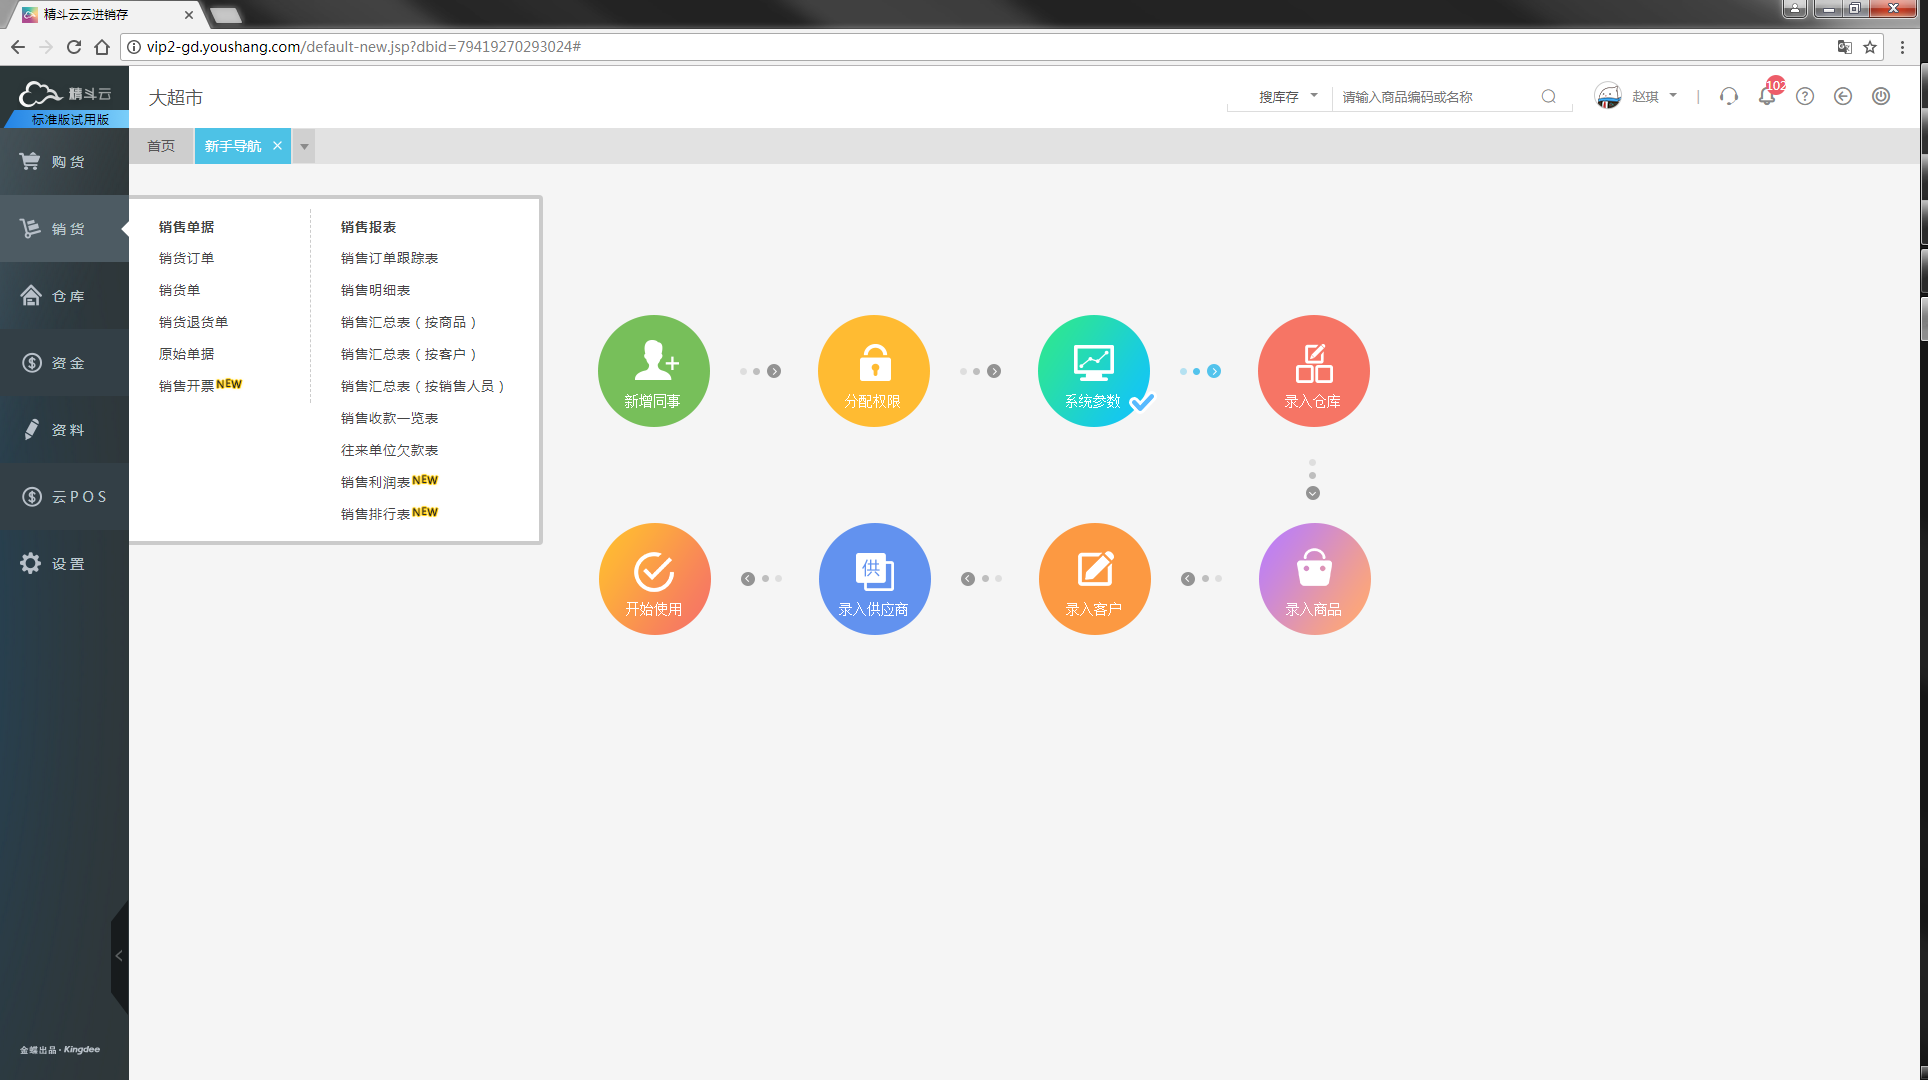 精斗云云进销存
vip2-gd.youshang.com/default-new.jsp?dbid=79419270293024#
精斗云
标准版试用版
大超市
搜库存
请输入商品编码或名称
赵琪
102
首页
新手导航
购货
销货
仓库
资金
资料
云POS
设置
销售单据
销货订单
销货单
销货退货单
原始单据
销售开票NEW
销售报表
销售订单跟踪表
销售明细表
销售汇总表（按商品）
销售汇总表（按客户）
销售汇总表（按销售人员）
销售收款一览表
往来单位欠款表
销售利润表NEW
销售排行表NEW
新增同事
分配权限
系统参数
录入仓库
开始使用
供
录入供应商
录入客户
录入商品
金蝶出品·Kingdee